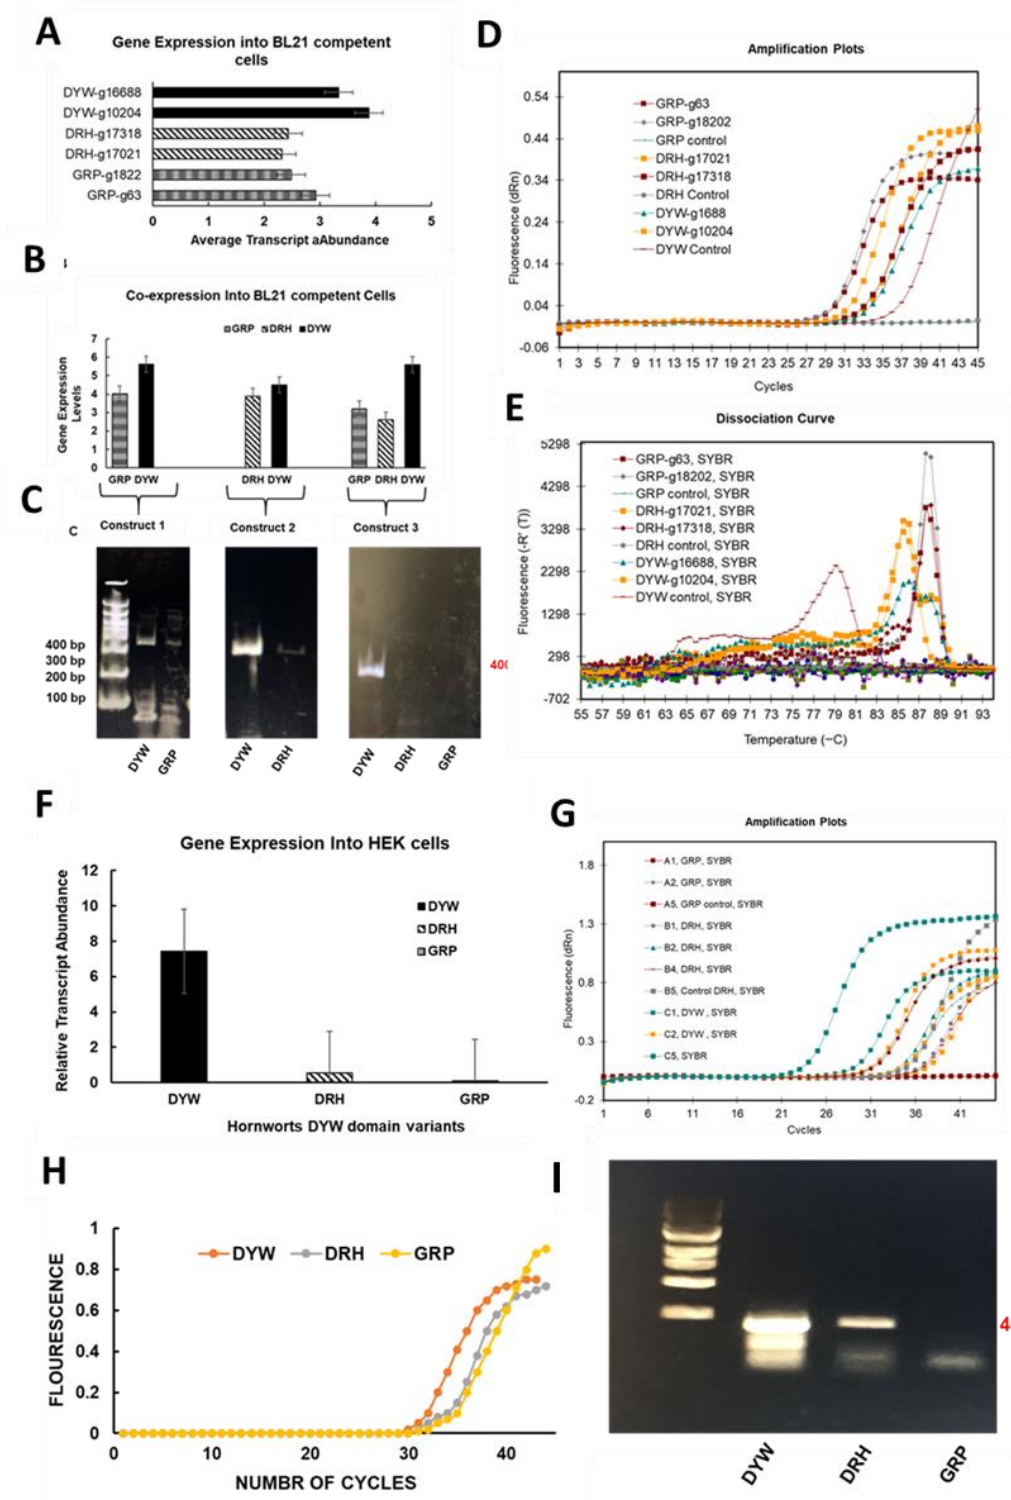 A
Gene Expression into BL21 competent
cells
DYW-g16688
DYW-g10204
DRH-g17318
DRH-g17021
GRP-g1822
GRP-g63
0 1 2 3 4 5
Average Transcript aAbundance
B
Co-expression Into BL21 competent Cells
GRP DRH DYW
Gene Expression
Levels
7
6
5
4
3
2
1
0
GRP DYW
DRH DYW
GRP DRH DYW
C
c
Construct 1
Construct 2
Construct 3
400 bp
300 bp
200 bp
100 bp
DYW
GRP
DYW
DRH
DYW
DRH
GRP
D
Amplification Plots
Fluorescence (dRn)
0.54
0.44
0.34
0.24
0.14
0.04
-0.06
GRP-g63
GRP-g18202
GRP control
DRH-g17021
DRH-g17318
DRH Control
DYW-g1688
DYW-g10204
DYW Control
1 3 5 7 9 11 13 15 17 19 21 23 25 27 29 31 33 35 37 39 41 43 45
Cycles
E
Dissociation Curve
Fluorescence (-R' (T))
5298
4298
3298
2298
1298
298
-702
GRP-g63, SYBR
GRP-g18202, SYBR
GRP control, SYBR
DRH-g17021, SYBR
DRH-g17318, SYBR
DRH control, SYBR
DYW-g16688, SYBR
DYW-g10204, SYBR
DYW control, SYBR
55 57 59 61 63 65 67 69 71 73 75 77 79 81 83 85 87 89 91 93
Temperature (−C)
F
Gene Expression Into HEK cells
Relative Transcript Abundance
12
10
8
6
4
2
0
DYW
DRH
GRP
DYW DRH GRP
Hornworts DYW domain variants
G
Amplification Plots
Fluorescence (dRn)
1.8
1.3
0.8
0.3
-0.2
A1, GRP, SYBR
A2, GRP, SYBR
A5, GRP control, SYBR
B1, DRH, SYBR
B2, DRH, SYBR
B4, DRH, SYBR
B5, Control DRH, SYBR
C1, DYW , SYBR
C2, DYW , SYBR
C5, SYBR
1 6 11 16 21 26 31 36 41
Cycles
H
FLOURESCENCE
1
0.8
0.6
0.4
0.2
0
DYW DRH GRP
0 10 20 30 40
NUMBR OF CYCLES
I
4
DYW
DRH
GRP